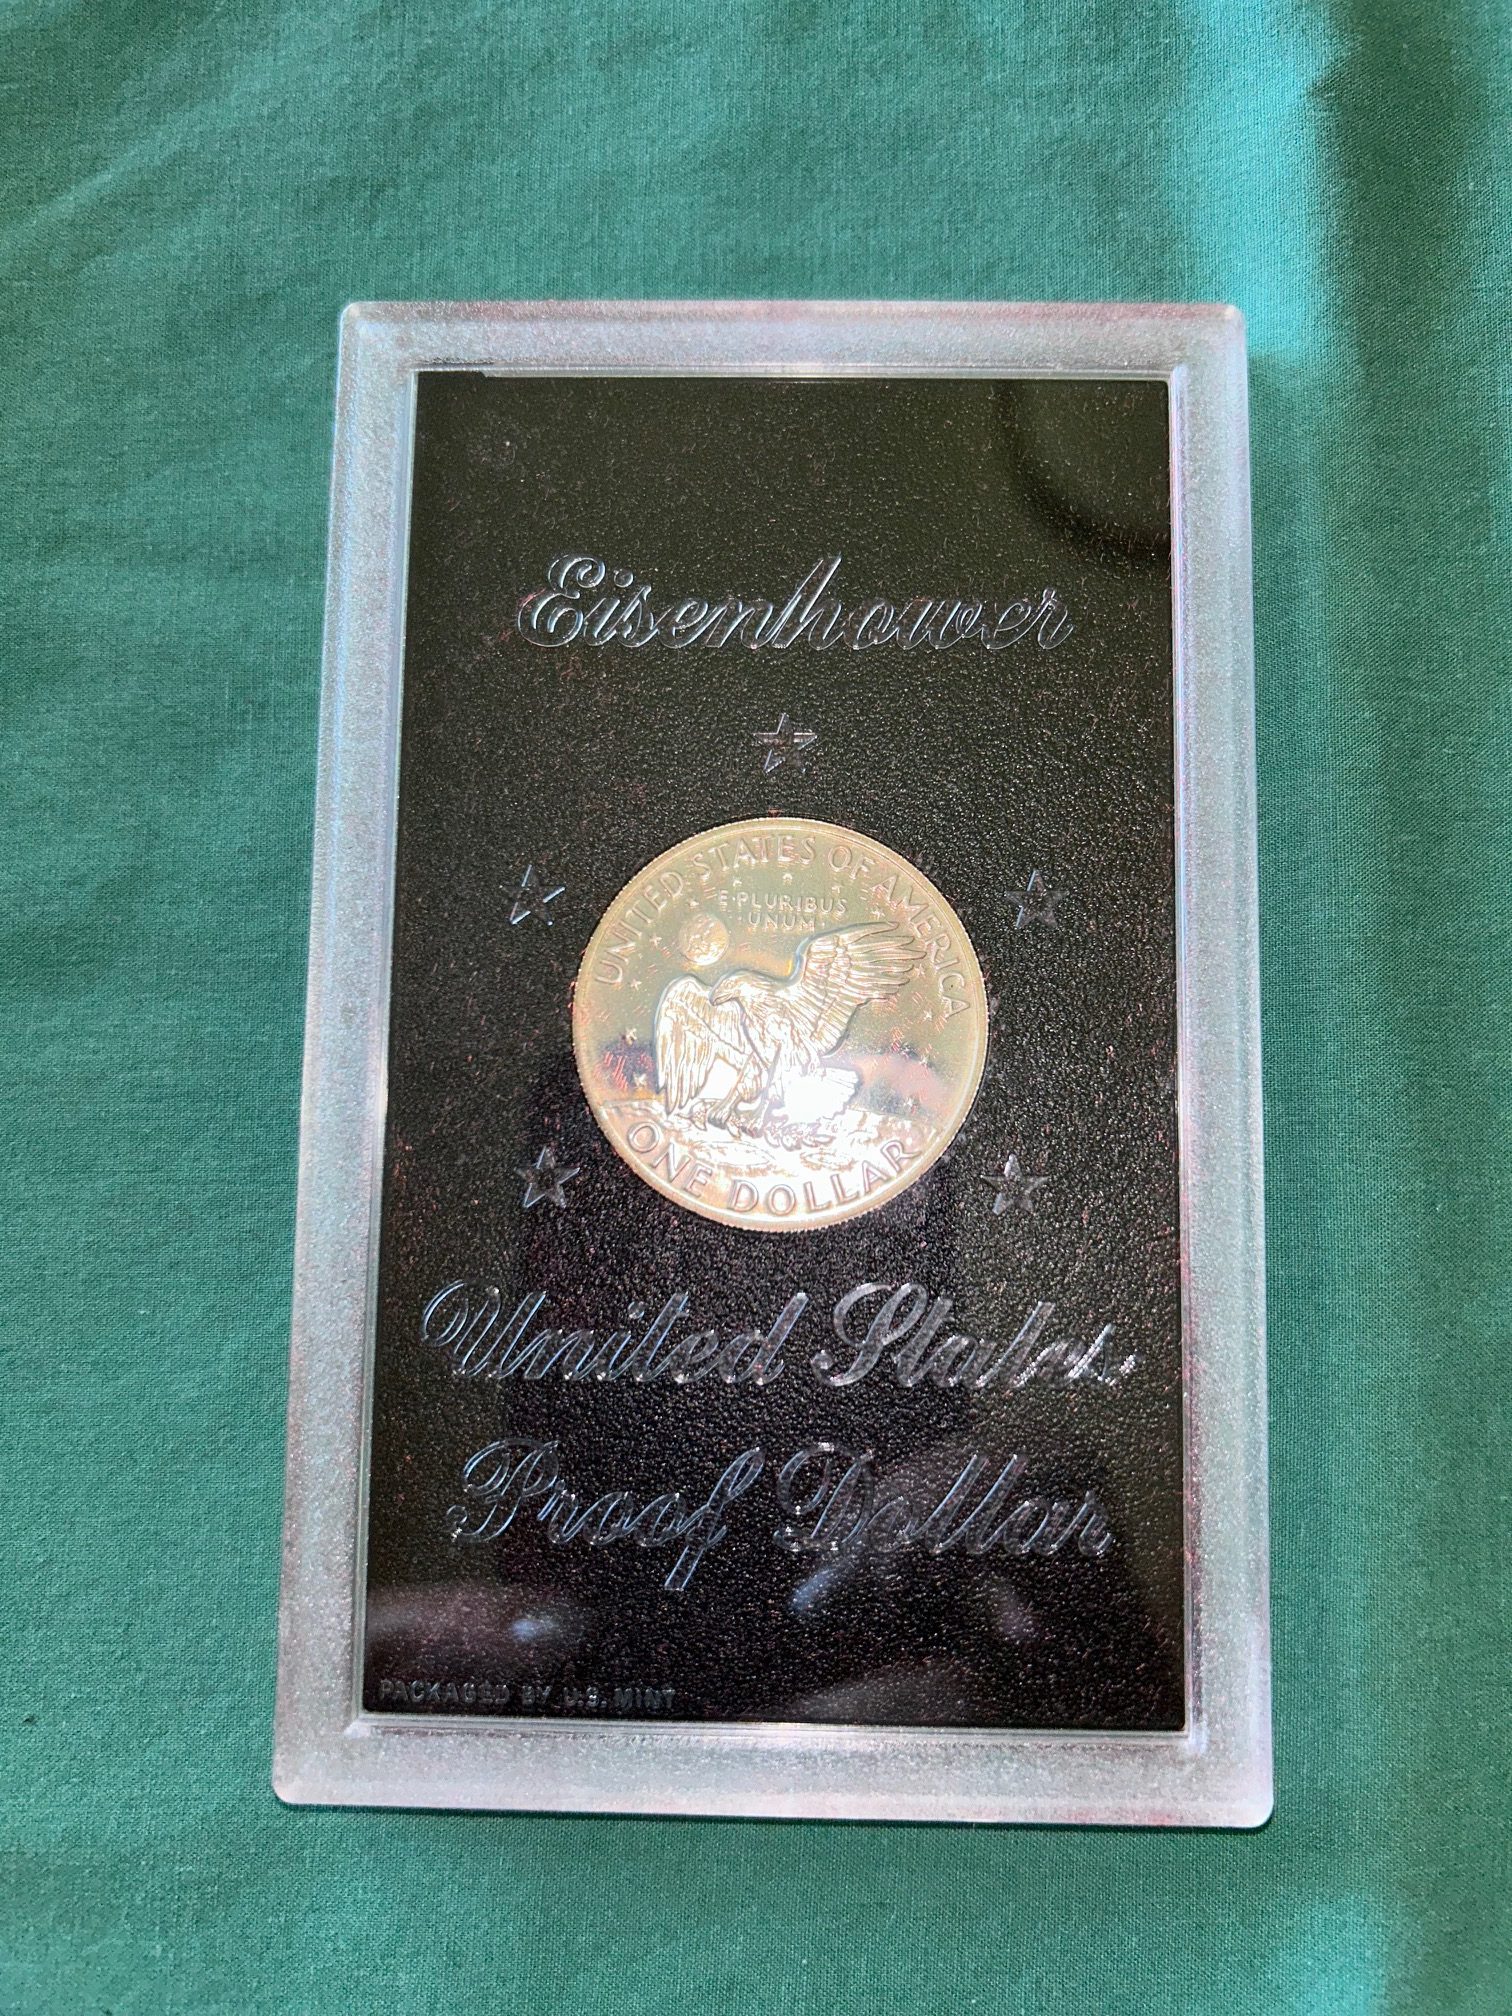 Eisenhower
UNITED STATES OF AMERICA
E·PLURIBUS
UNUM
ONE DOLLAR
United States
Proof Dollar
PACKAGED BY U.S. MINT